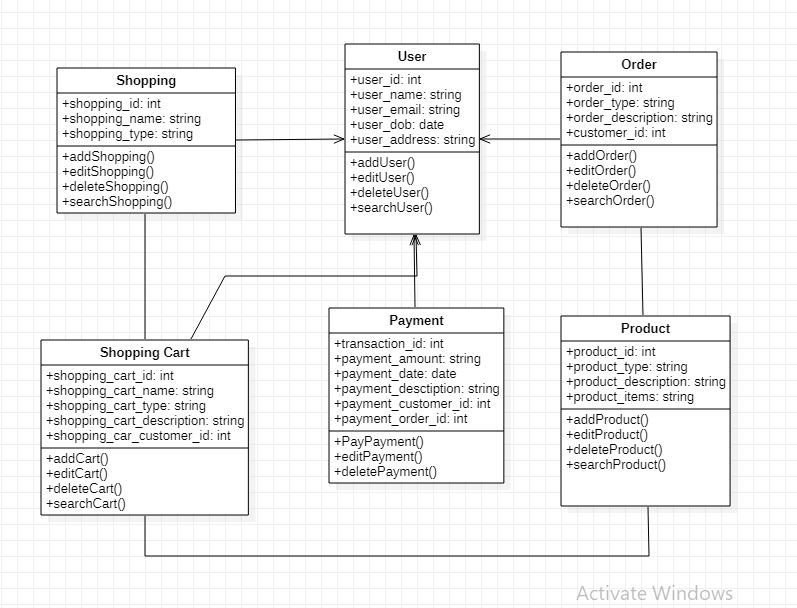 User
+user_id: int
+user_name: string
+user_email: string
+user_dob: date
+user_address: string
+addUser()
+editUser()
+deleteUser()
+searchUser()
Order
+order_id: int
+order_type: string
+order_description: string
+customer_id: int
+addOrder()
+editOrder()
+deleteOrder()
+searchOrder()
Shopping
+shopping_id: int
+shopping_name: string
+shopping_type: string
+addShopping()
+editShopping()
+deleteShopping()
+searchShopping()
Shopping Cart
+shopping_cart_id: int
+shopping_cart_name: string
+shopping_cart_type: string
+shopping_cart_description: string
+shopping_car_customer_id: int
+addCart()
+editCart()
+deleteCart()
+searchCart()
Payment
+transaction_id: int
+payment_amount: string
+payment_date: date
+payment_desctiption: string
+payment_customer_id: int
+payment_order_id: int
+PayPayment()
+editPayment()
+deletePayment()
Product
+product_id: int
+product_type: string
+product_description: string
+product_items: string
+addProduct()
+editProduct()
+deleteProduct()
+searchProduct()
Activate Windows